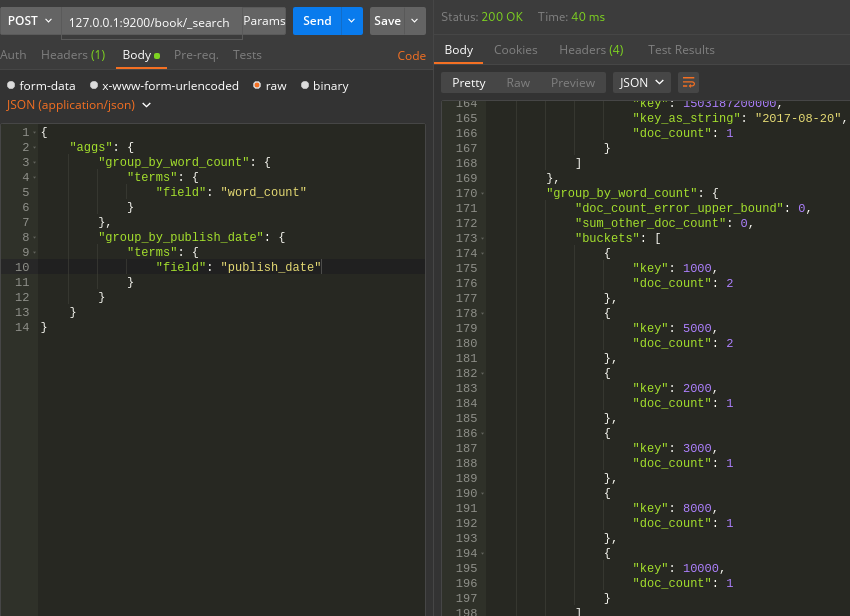 POST 127.0.0.1:9200/book/_search Params Send Save
Auth Headers (1) Body Pre-req. Tests Code
form-data x-www-form-urlencoded raw binary
JSON (application/json)
1 {
2 "aggs": {
3 "group_by_word_count": {
4 "terms": {
5 "field": "word_count"
6 }
7 },
8 "group_by_publish_date": {
9 "terms": {
10 "field": "publish_date"
11 }
12 }
13 }
14 }
Status: 200 OK Time: 40 ms
Body Cookies Headers (4) Test Results
Pretty Raw Preview JSON
164 "key": 1503187200000,
165 "key_as_string": "2017-08-20",
166 "doc_count": 1
167 }
168 ]
169 },
170 "group_by_word_count": {
171 "doc_count_error_upper_bound": 0,
172 "sum_other_doc_count": 0,
173 "buckets": [
174 {
175 "key": 1000,
176 "doc_count": 2
177 },
178 {
179 "key": 5000,
180 "doc_count": 2
181 },
182 {
183 "key": 2000,
184 "doc_count": 1
185 },
186 {
187 "key": 3000,
188 "doc_count": 1
189 },
190 {
191 "key": 8000,
192 "doc_count": 1
193 },
194 {
195 "key": 10000,
196 "doc_count": 1
197 }
198 ]